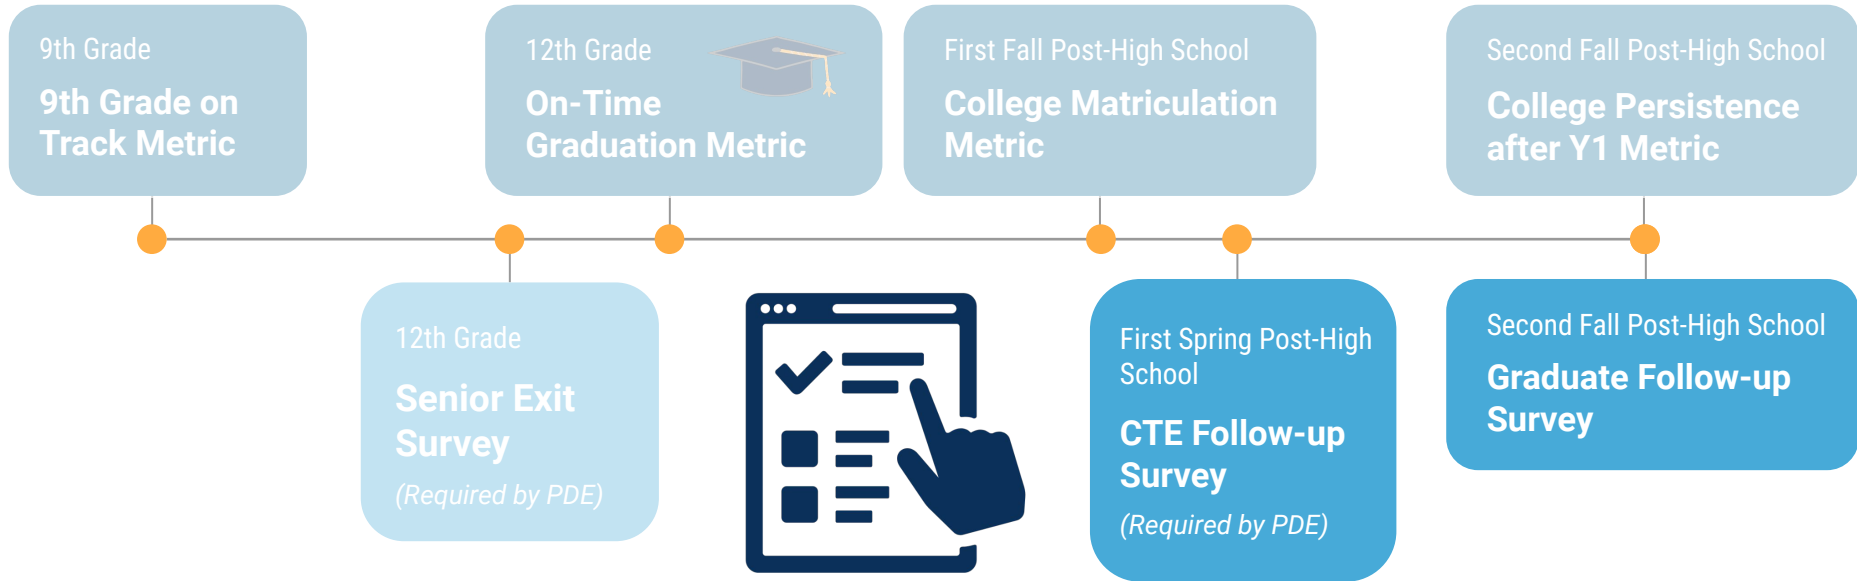 9th Grade
9th Grade on
Track Metric
12th Grade
On-Time
Graduation Metric
First Fall Post-High School
College Matriculation
Metric
Second Fall Post-High School
College Persistence
after Y1 Metric
12th Grade
Senior Exit
Survey
(Required by PDE)
First Spring Post-High
School
CTE Follow-up
Survey
(Required by PDE)
Second Fall Post-High School
Graduate Follow-up
Survey